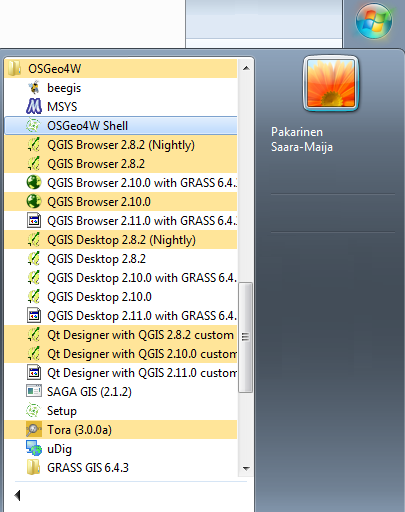 OSGeo4W
beegis
MSYS
OSGeo4W Shell
QGIS Browser 2.8.2 (Nightly)
QGIS Browser 2.8.2
QGIS Browser 2.10.0 with GRASS 6.4.
QGIS Browser 2.10.0
QGIS Browser 2.11.0 with GRASS 6.4.
QGIS Desktop 2.8.2 (Nightly)
QGIS Desktop 2.8.2
QGIS Desktop 2.10.0 with GRASS 6.4.
QGIS Desktop 2.10.0
QGIS Desktop 2.11.0 with GRASS 6.4.
Qt Designer with QGIS 2.8.2 custom
Qt Designer with QGIS 2.10.0 custom
Qt Designer with QGIS 2.11.0 custom
SAGA GIS (2.1.2)
Setup
Tora (3.0.0a)
uDig
GRASS GIS 6.4.3
Pakarinen
Saara-Maija